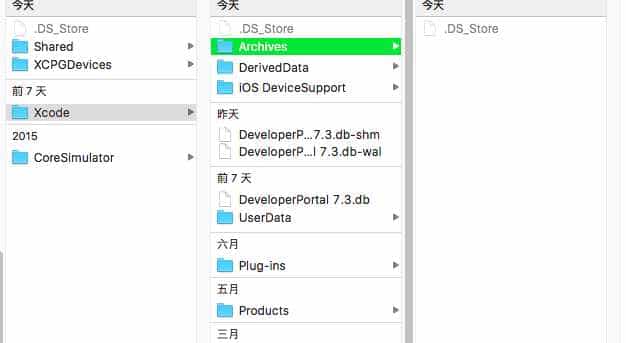 今天
.DS_Store
Shared
XCPGDevices
前 7 天
Xcode
2015
CoreSimulator
今天
.DS_Store
Archives
DerivedData
iOS DeviceSupport
昨天
DeveloperP...7.3.db-shm
DeveloperP...l 7.3.db-wal
前 7 天
DeveloperPortal 7.3.db
UserData
六月
Plug-ins
五月
Products
三月
今天
.DS_Store